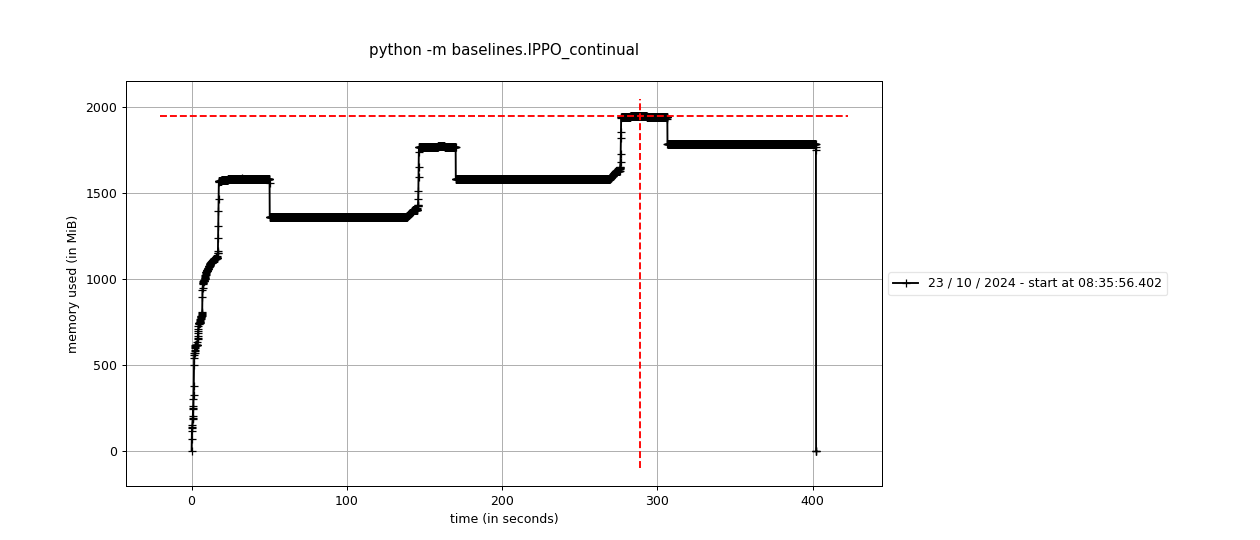 python -m baselines.IPPO_continual
2000
1500
1000
500
0
memory used (in MiB)
0 100 200 300 400
time (in seconds)
23 / 10 / 2024 - start at 08:35:56.402